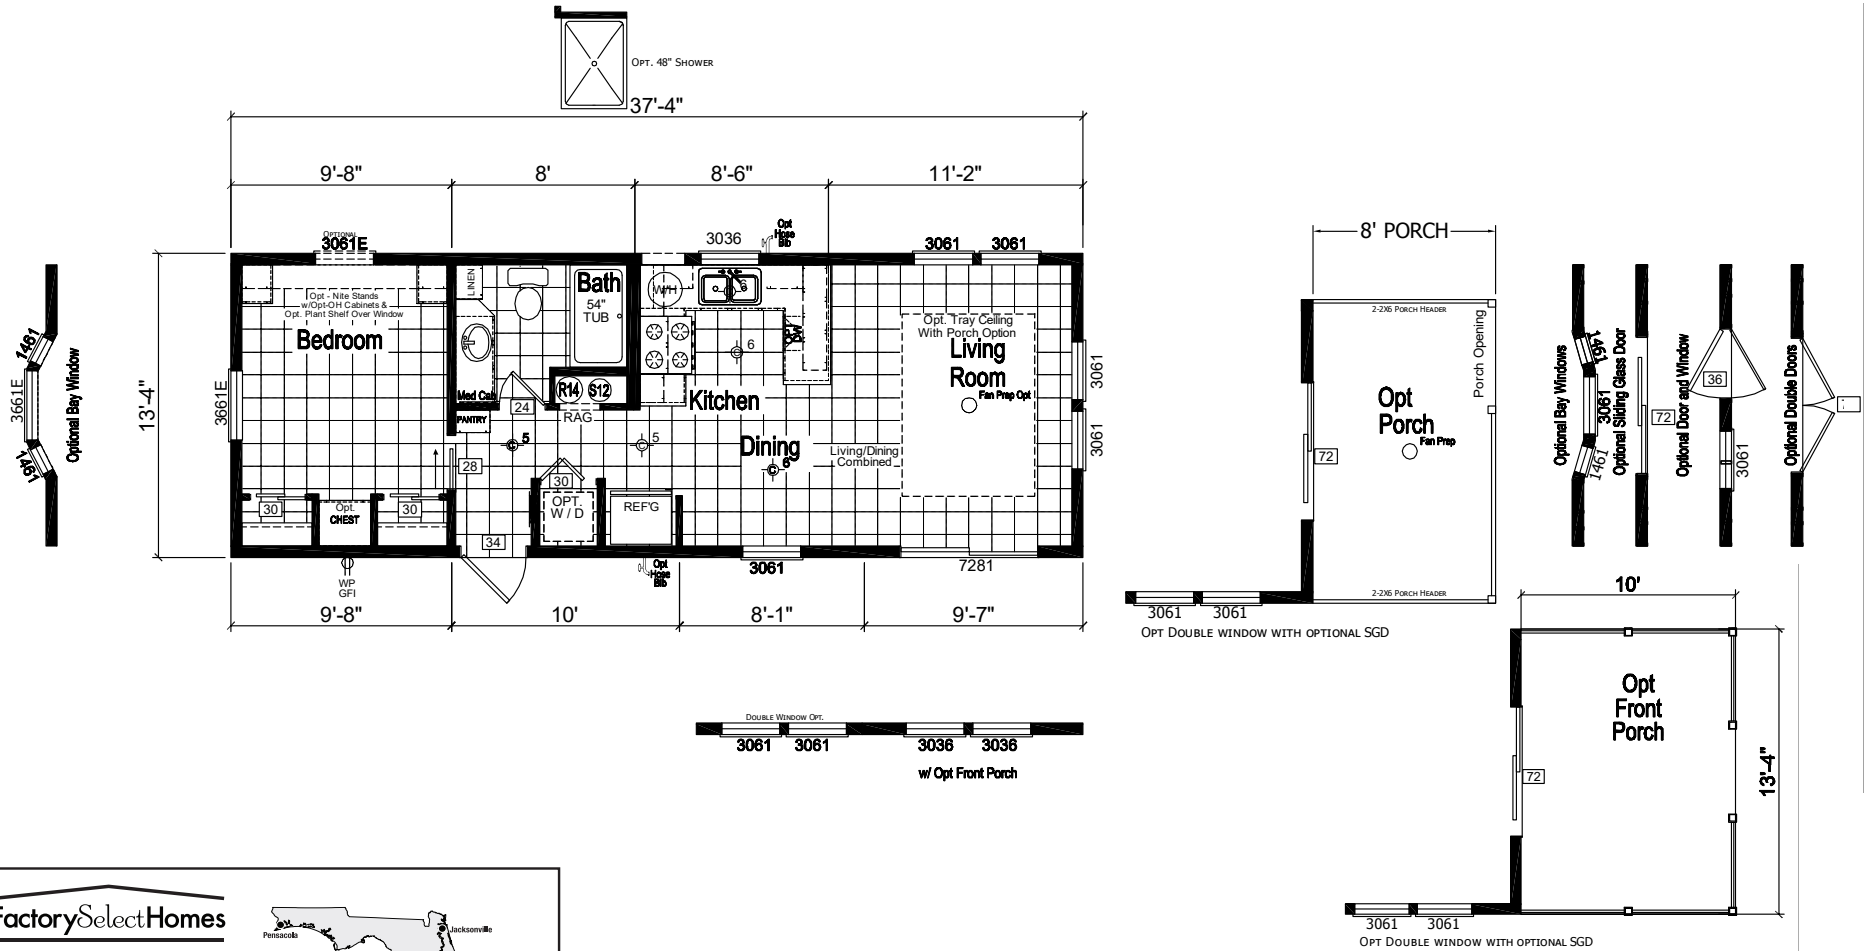 OPT. 48" SHOWER
37'-4"
9'-8"
8'
8'-6"
11'-2"
OPTIONAL
3061E
3036
Opt
Hose
Bib
3061
3061
13'-4"
1461
3661E
1461
Optional Bay Window
3661E
Opt - Nite Stands
w/Opt-OH Cabinets &
Opt. Plant Shelf Over Window
Bedroom
LINEN
Bath
54"
TUB
WH
OPT
DW
6
Opt. Tray Ceiling
With Porch Option
Living
Room
Fan Prep Opt
3061
3061
Med Cab
R14
S12
24
RAG
PANTRY
Kitchen
C
5
5
Dining
C
6
Living/Dining
Combined
28
30
30
Opt.
CHEST
30
OPT.
W / D
REF'G
34
WP
GFI
Opt
Hose
Bib
3061
7281
9'-8"
10'
8'-1"
9'-7"
8' PORCH
2-2X6 PORCH HEADER
Porch Opening
Opt
Porch
Fan Prep
72
2-2X6 PORCH HEADER
3061
3061
OPT DOUBLE WINDOW WITH OPTIONAL SGD
Optional Bay Windows
1461
3061
1461
Optional Sliding Glass Door
72
Optional Door and Window
36
3061
Optional Double Doors
10'
Opt
Front
Porch
72
13'-4"
3061
3061
OPT DOUBLE WINDOW WITH OPTIONAL SGD
DOUBLE WINDOW OPT.
3061
3061
3036
3036
w/ Opt Front Porch
FactorySelectHomes
Pensacola
Jacksonville